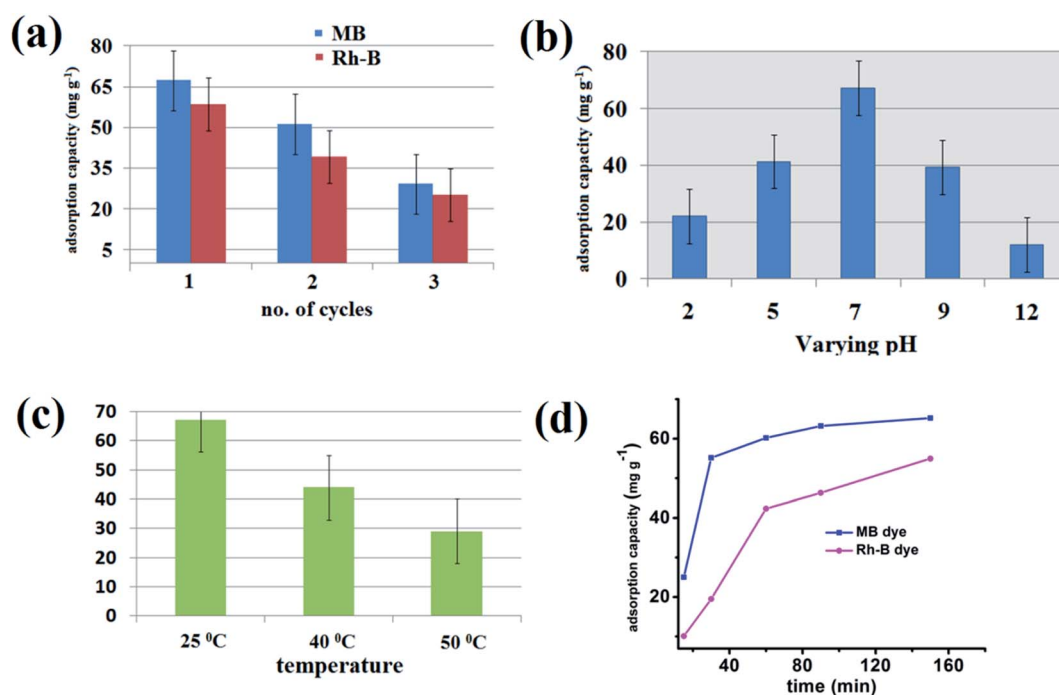 (a)
MB
Rh-B
adsorption capacity (mg g-1)
80
65
50
35
20
5
1 2 3
no. of cycles
(b)
adsorption capacity (mg g-1)
80
60
40
20
0
2 5 7 9 12
Varying pH
(c)
70
60
50
40
30
20
10
0
25 ⁰C 40 ⁰C 50 ⁰C
temperature
(d)
adsorption capacity (mg g-1)
60
40
20
MB dye
Rh-B dye
40 80 120 160
time (min)